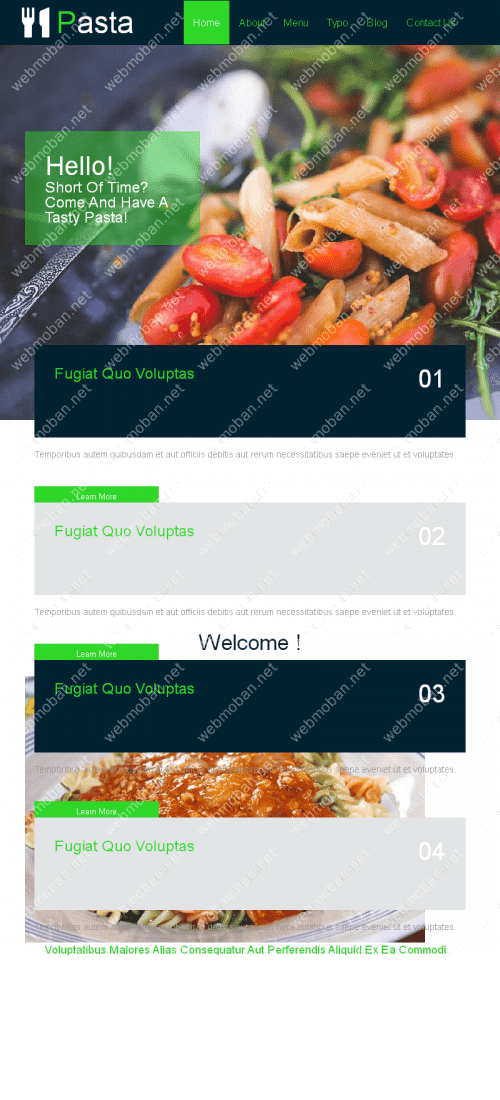 Pasta
Home About Menu Typo Blog Contact Us
Hello!
Short Of Time?
Come And Have A
Tasty Pasta!
Fugiat Quo Voluptas 01
Temporibus autem quibusdam et aut officiis debitis aut rerum necessitatibus saepe eveniet ut et voluptates.
Learn More
Fugiat Quo Voluptas 02
Temporibus autem quibusdam et aut officiis debitis aut rerum necessitatibus saepe eveniet ut et voluptates.
Welcome !
Learn More
Fugiat Quo Voluptas 03
Temporibus autem quibusdam et aut officiis debitis aut rerum necessitatibus saepe eveniet ut et voluptates.
Learn More
Fugiat Quo Voluptas 04
Temporibus autem quibusdam et aut officiis debitis aut rerum necessitatibus saepe eveniet ut et voluptates.
Voluptatibus Maiores Alias Consequatur Aut Perferendis Aliquid Ex Ea Commodi
webmoban.net